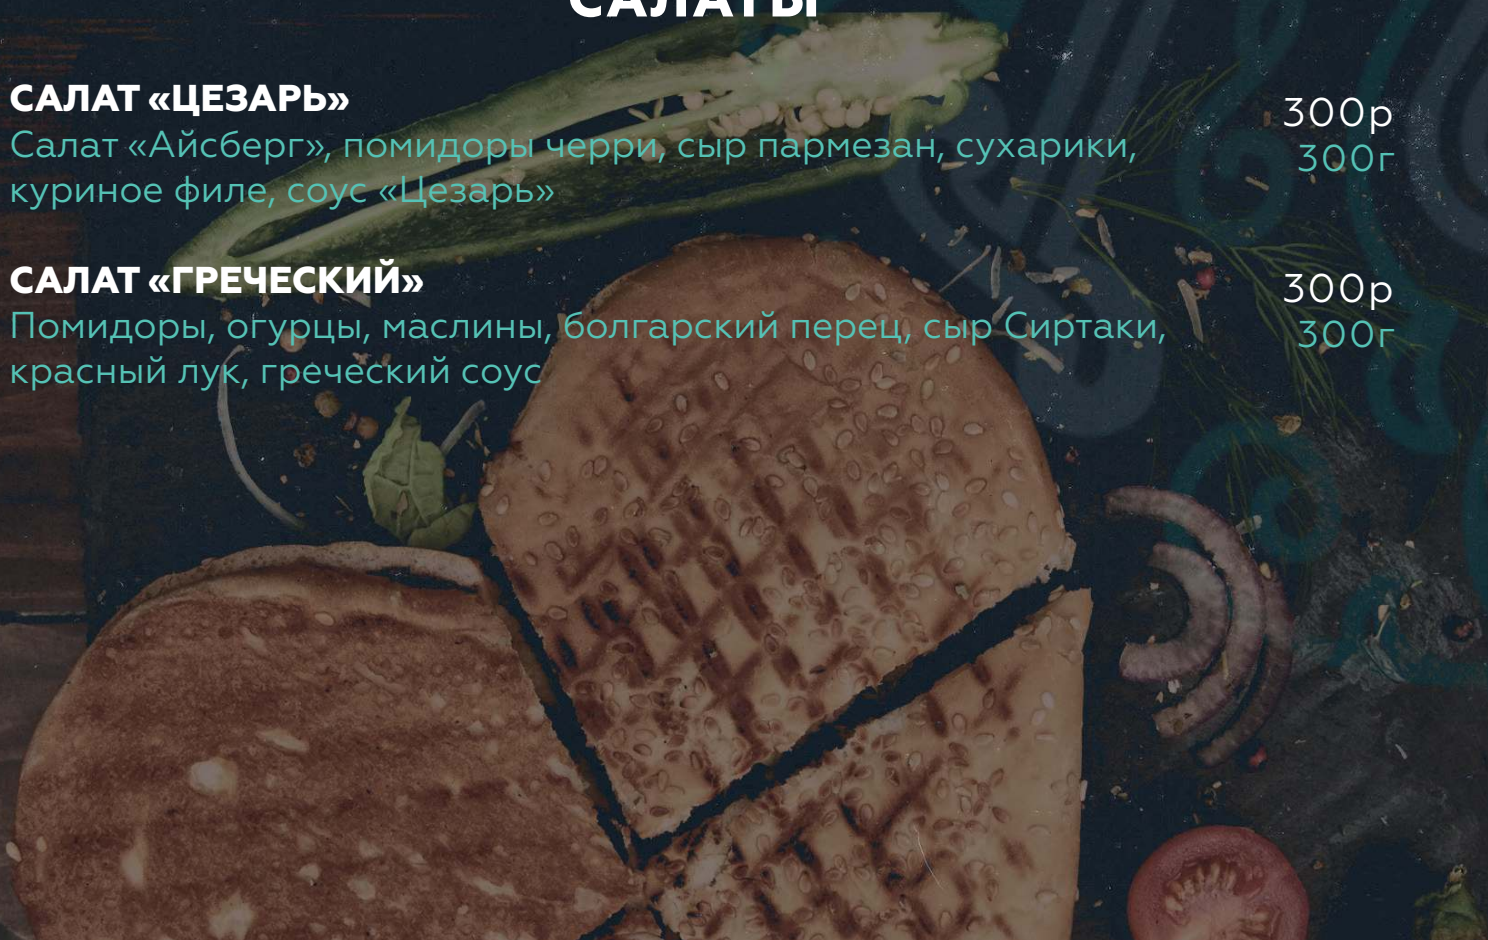 САЛАТЫ
САЛАТ «ЦЕЗАРЬ»
300р
Салат «Айсберг», помидоры черри, сыр пармезан, сухарики,
300г
куриное филе, соус «Цезарь»
САЛАТ «ГРЕЧЕСКИЙ»
300р
Помидоры, огурцы, маслины, болгарский перец, сыр Сиртаки,
300г
красный лук, греческий соус